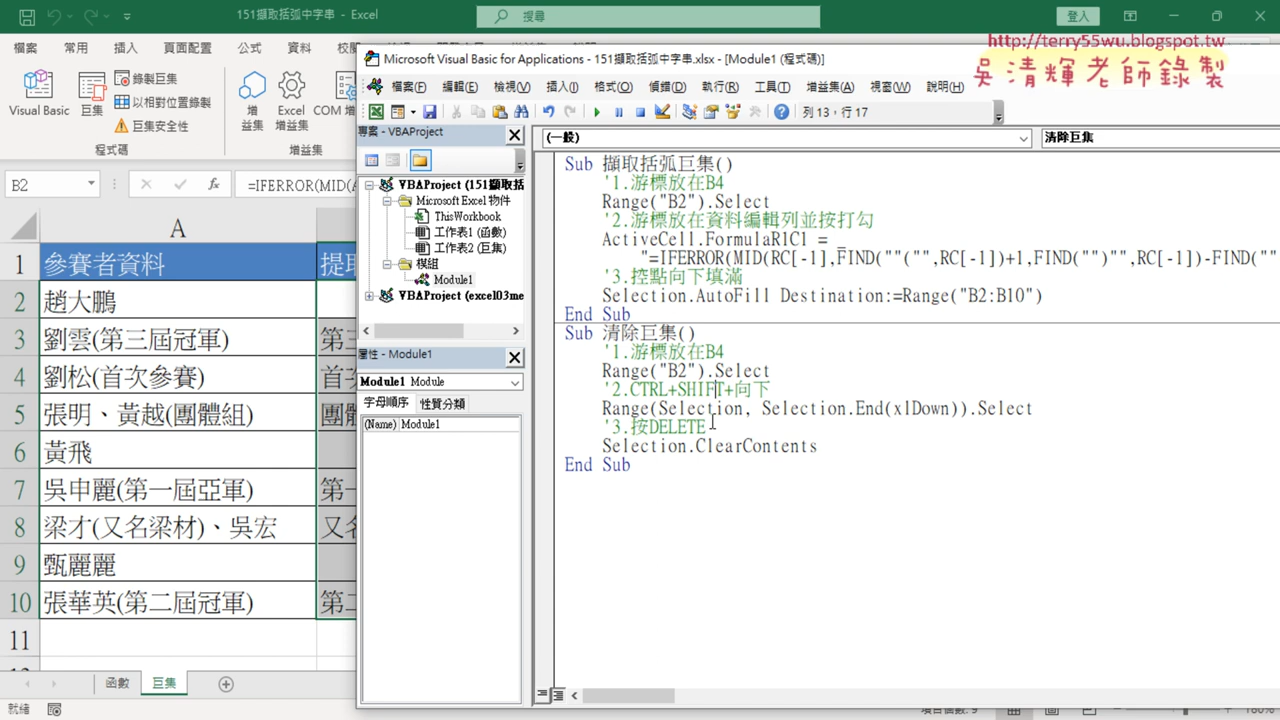 151擷取括弧中字串 - Excel
搜尋
登入
http://terry55wu.blogspot.tw
吳清輝老師錄製
檔案 常用 插入 頁面配置 公式 資料
Visual Basic
巨集
錄製巨集
以相對位置錄製
巨集安全性
程式碼
增益集
Excel 增益集
增益集
Microsoft Visual Basic for Applications - 151擷取括弧中字串.xlsx - [Module1 (程式碼)]
檔案(F) 編輯(E) 檢視(V) 插入(I) 格式(O) 偵錯(D) 執行(R) 工具(T) 增益集(A) 視窗(W) 說明(H)
列 13，行 17
專案 - VBAProject
VBAProject (151擷取括
Microsoft Excel 物件
ThisWorkbook
工作表1 (函數)
工作表2 (巨集)
模組
Module1
VBAProject (excel03me
屬性 - Module1
Module1 Module
字母順序 性質分類
(Name) Module1
(一般) 清除巨集
Sub 擷取括弧巨集()
'1.游標放在B4
Range("B2").Select
'2.游標放在資料編輯列並按打勾
ActiveCell.FormulaR1C1 = _
"=IFERROR(MID(RC[-1],FIND(""("",RC[-1])+1,FIND("")"",RC[-1])-FIND(""
'3.控點向下填滿
Selection.AutoFill Destination:=Range("B2:B10")
End Sub
Sub 清除巨集()
'1.游標放在B4
Range("B2").Select
'2.CTRL+SHIFT+向下
Range(Selection, Selection.End(xlDown)).Select
'3.按DELETE
Selection.ClearContents
End Sub
B2
fx
=IFERROR(MID(
A
1 參賽者資料 提取
2 趙大鵬
3 劉雲(第三屆冠軍) 第三
4 劉松(首次參賽) 首
5 張明、黃越(團體組) 團體
6 黃飛
7 吳申麗(第一屆亞軍) 第一
8 梁才(又名梁材)、吳宏 又名
9 甄麗麗
10 張華英(第二屆冠軍) 第二
11
函數 巨集
就緒